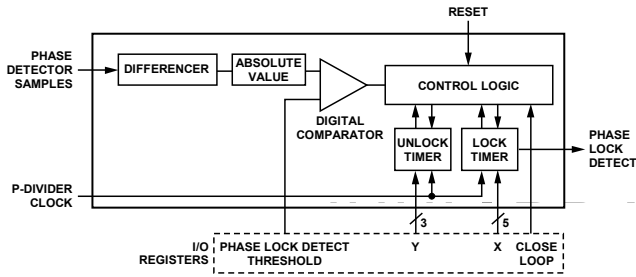 RESET
PHASE
DETECTOR
SAMPLES
DIFFERENCER
ABSOLUTE
VALUE
DIGITAL
COMPARATOR
CONTROL LOGIC
UNLOCK
TIMER
LOCK
TIMER
PHASE
LOCK
DETECT
P-DIVIDER
CLOCK
3
5
I/O
REGISTERS
PHASE LOCK DETECT
THRESHOLD
Y
X
CLOSE
LOOP